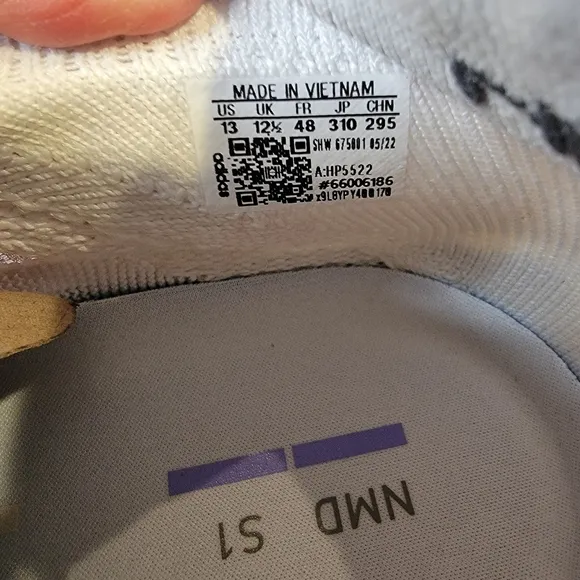 MADE IN VIETNAM
US UK FR JP CHN
13 12½ 48 310 295
adidas
SHW 675001 05/22
A:HP5522
#66006186
x9L8YPY400170
NMD S1